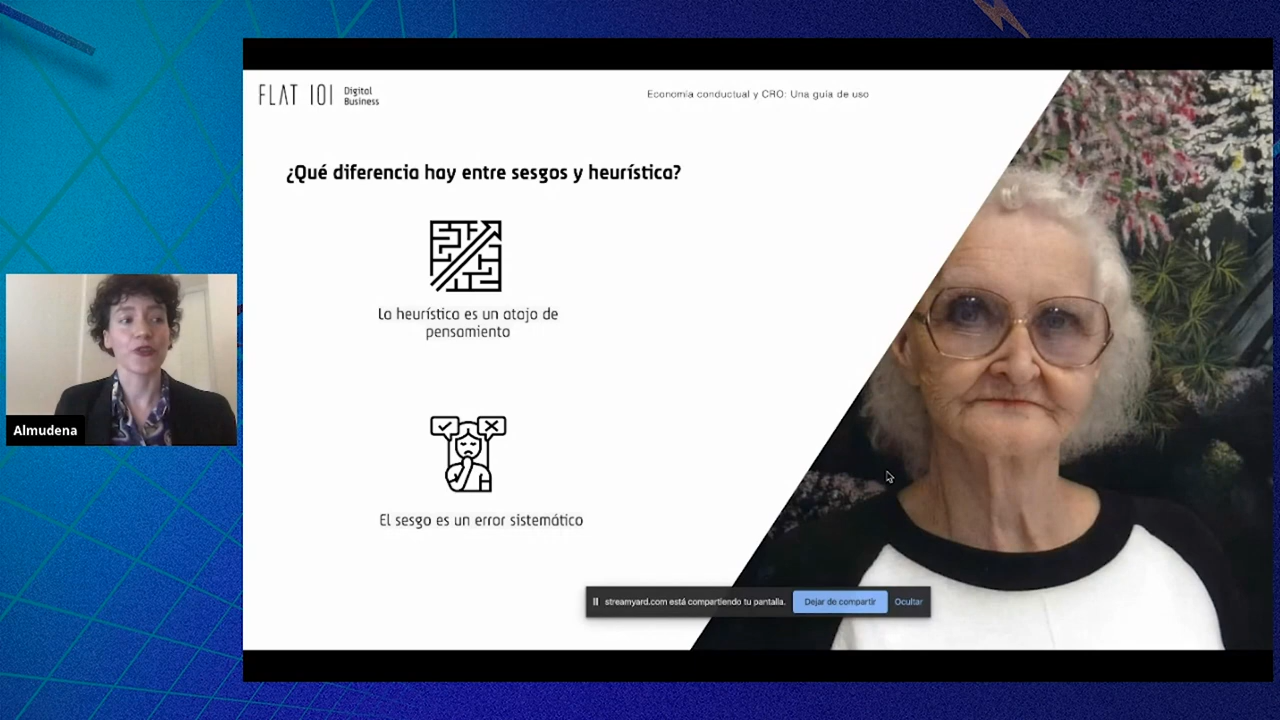 FLAT 101 Digital
Business
Economía conductual y CRO: Una guía de uso
¿Qué diferencia hay entre sesgos y heurística?
La heurística es un atajo de
pensamiento
Almudena
El sesgo es un error sistemático
streamyard.com está compartiendo tu pantalla.
Dejar de compartir
Ocultar